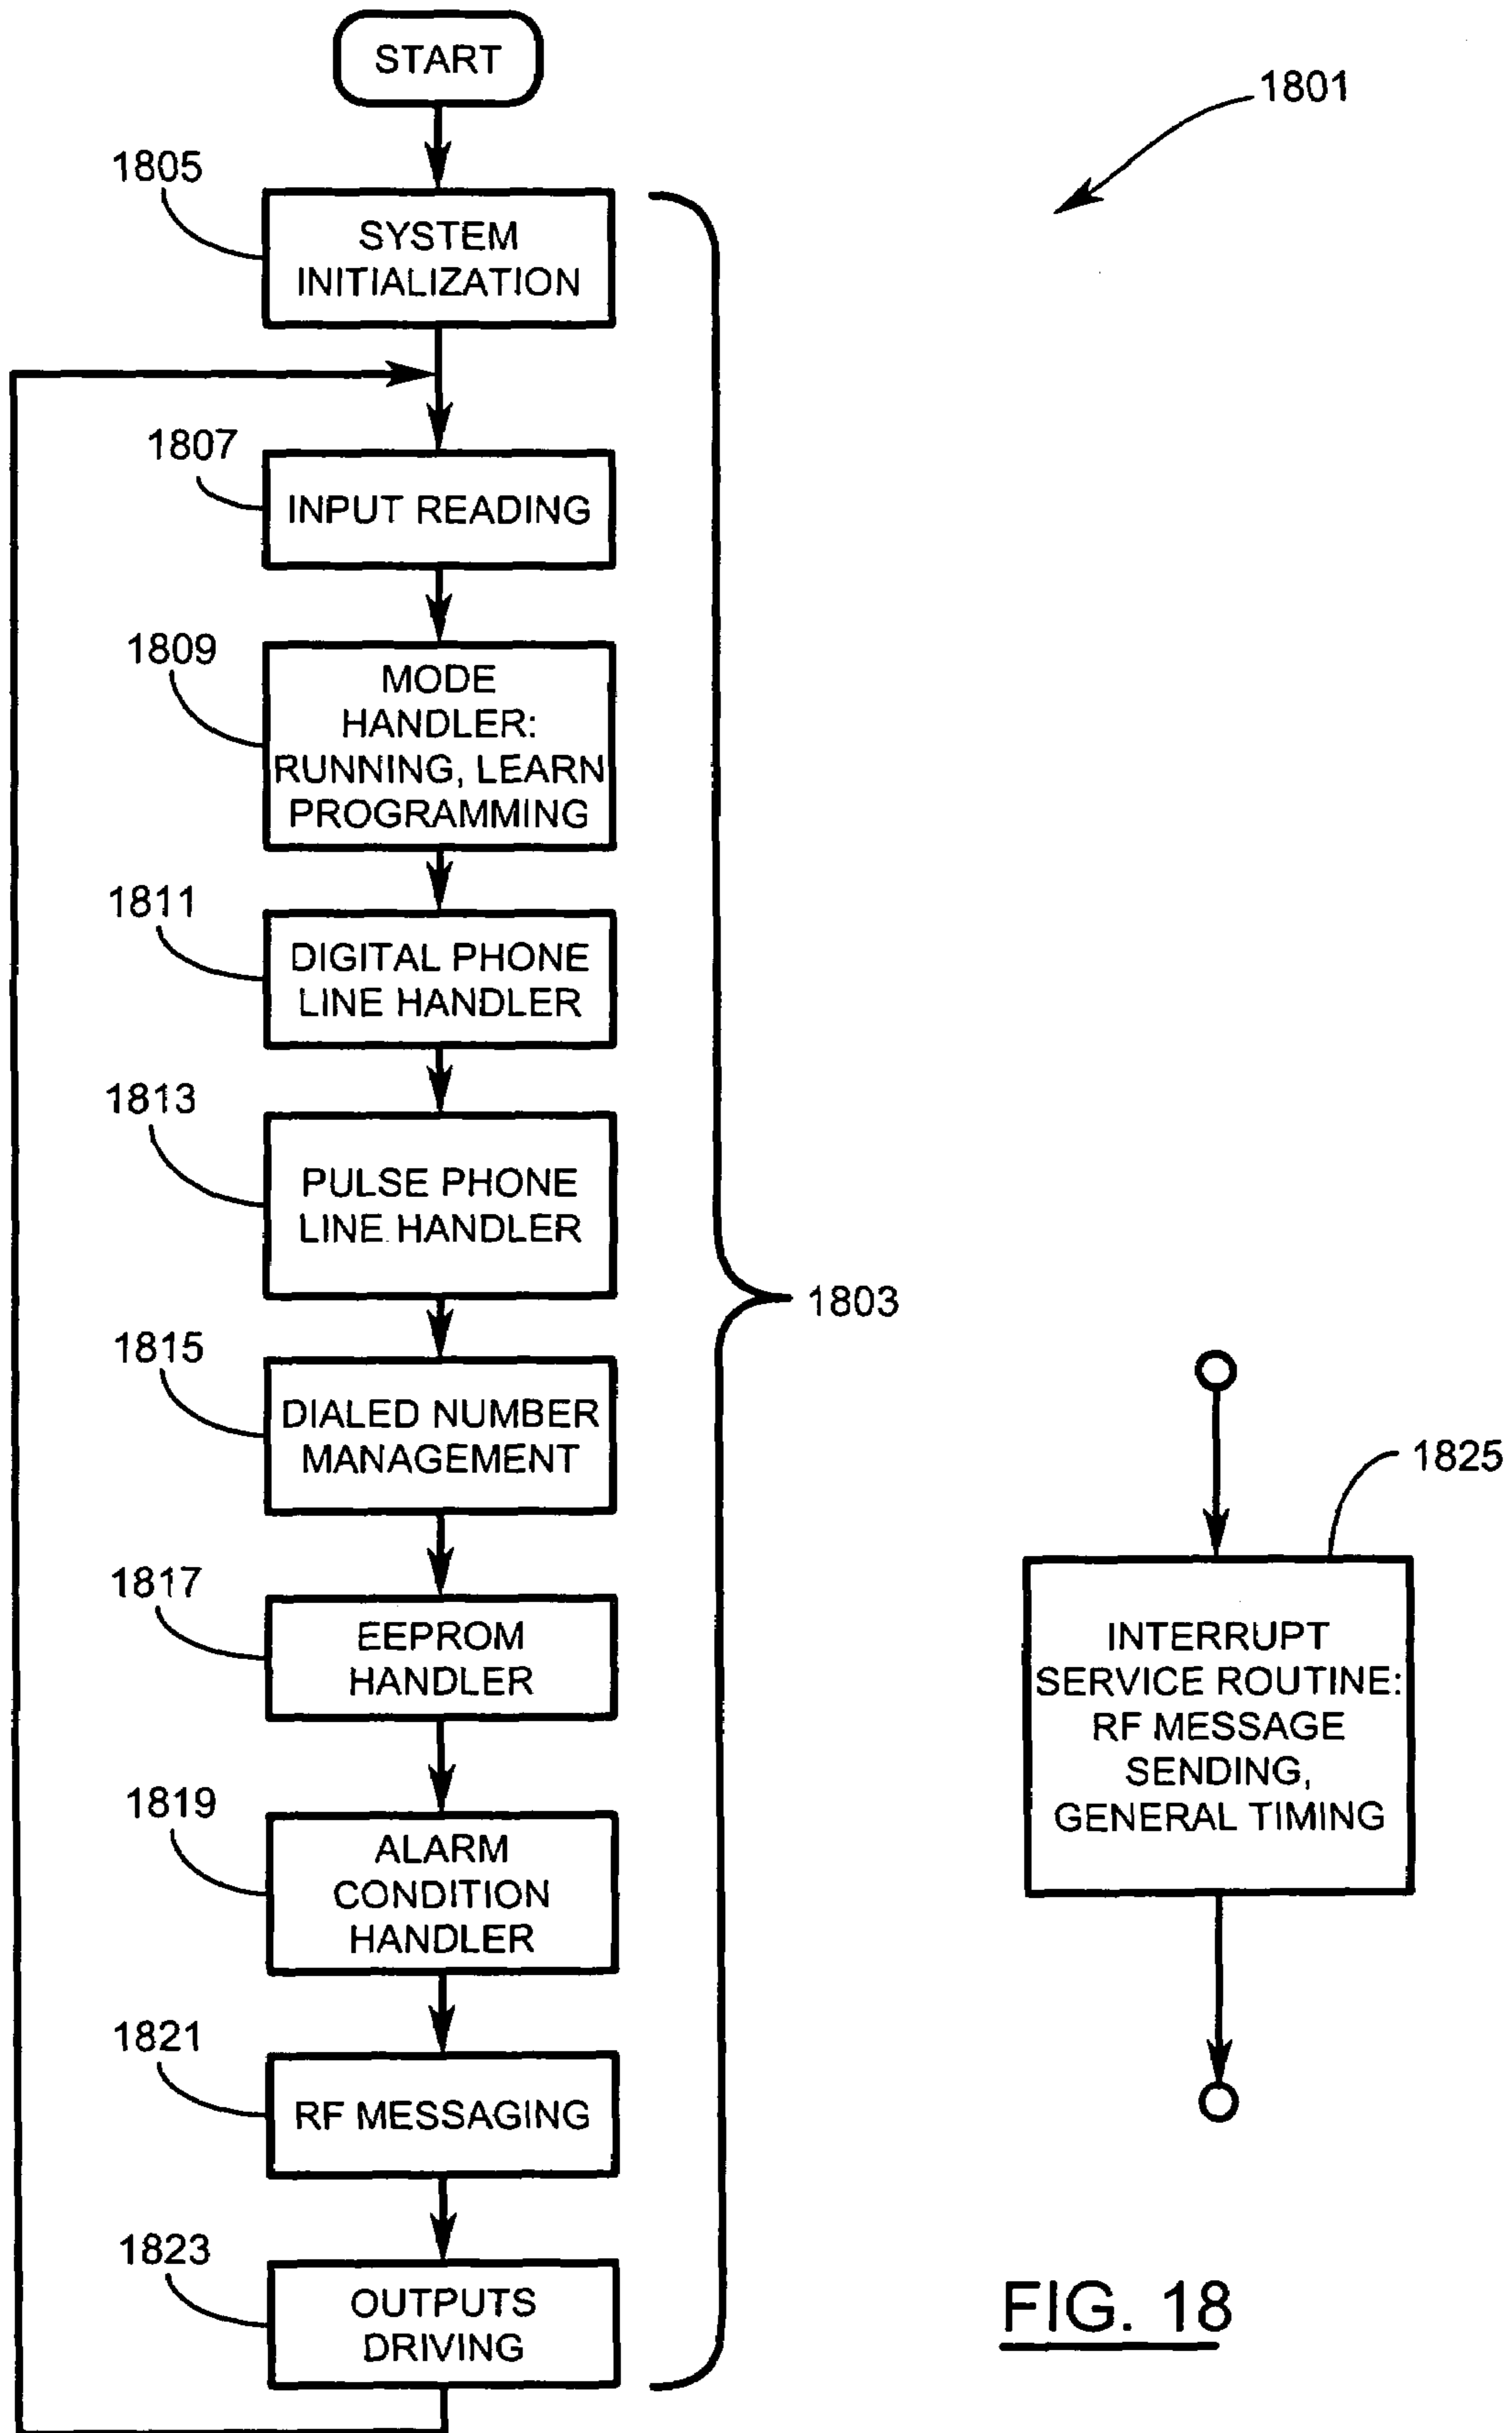 START
1801
1805
SYSTEM
INITIALIZATION
1807
INPUT READING
1809
MODE
HANDLER:
RUNNING, LEARN
PROGRAMMING
1811
DIGITAL PHONE
LINE HANDLER
1813
PULSE PHONE
LINE HANDLER
1803
1815
DIALED NUMBER
MANAGEMENT
1825
INTERRUPT
SERVICE ROUTINE:
RF MESSAGE
SENDING,
GENERAL TIMING
1817
EEPROM
HANDLER
1819
ALARM
CONDITION
HANDLER
1821
RF MESSAGING
1823
OUTPUTS
DRIVING
FIG. 18